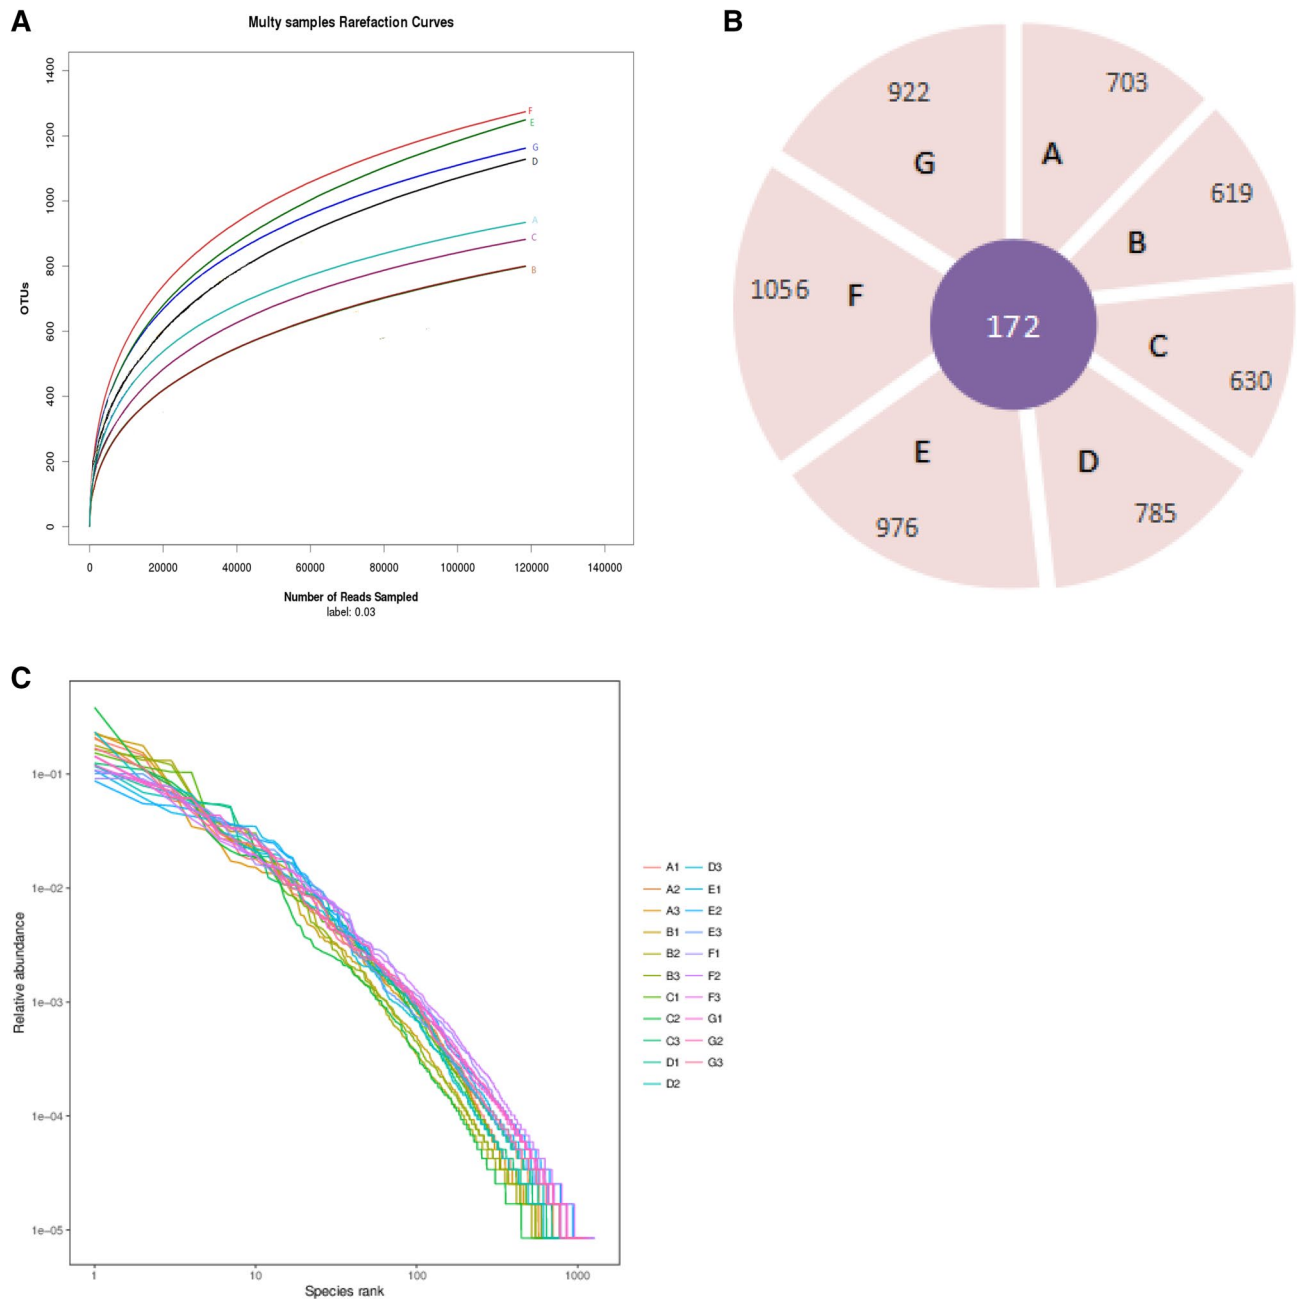 A
Multy samples Rarefaction Curves
OTUs
1400
1200
1000
800
600
400
200
0
F
E
G
D
A
C
B
0 20000 40000 60000 80000 100000 120000 140000
Number of Reads Sampled
label: 0.03
B
922
G
703
A
619
B
1056
F
172
C
630
E
976
D
785
C
Relative abundance
1e-01
1e-02
1e-03
1e-04
1e-05
1 10 100 1000
Species rank
A1 D3
A2 E1
A3 E2
B1 E3
B2 F1
B3 F2
C1 F3
C2 G1
C3 G2
D1 G3
D2